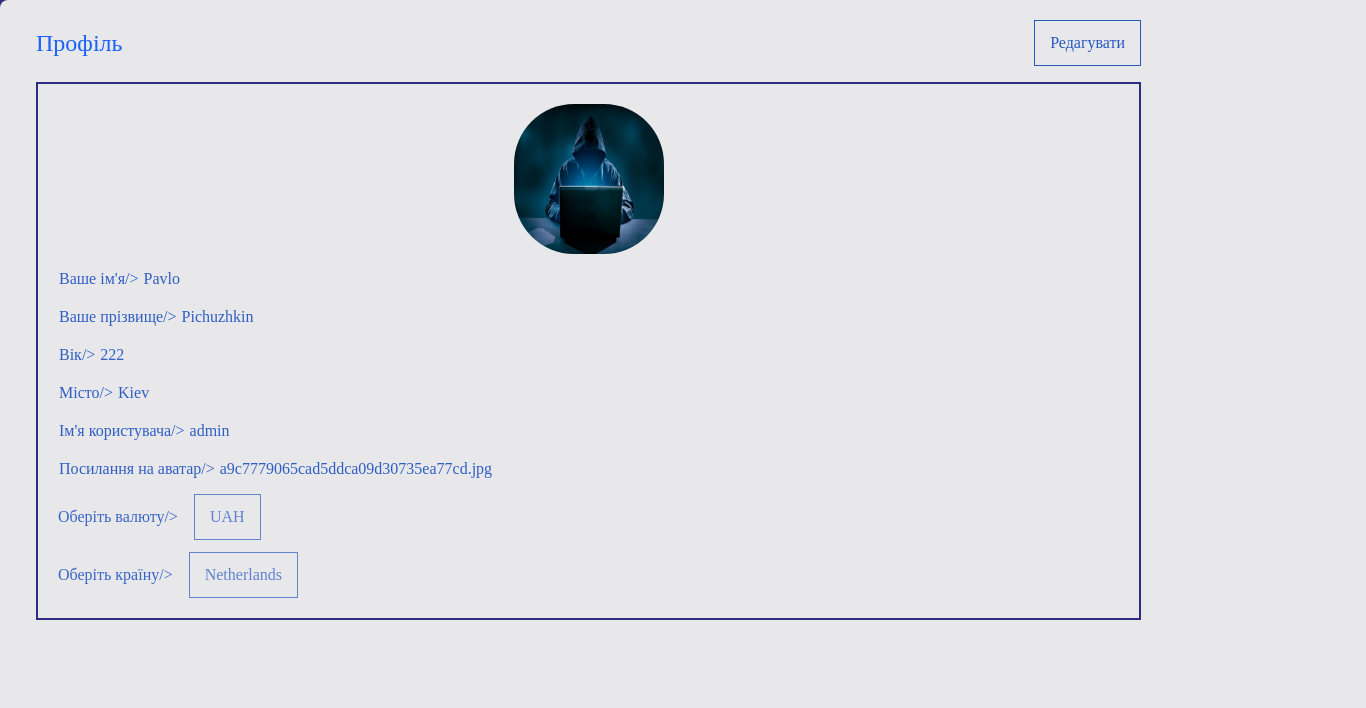 Профіль
Редагувати
Ваше ім'я/> Pavlo
Ваше прізвище/> Pichuzhkin
Вік/> 222
Місто/> Kiev
Ім'я користувача/> admin
Посилання на аватар/> a9c7779065cad5ddca09d30735ea77cd.jpg
Оберіть валюту/> UAH
Оберіть країну/> Netherlands